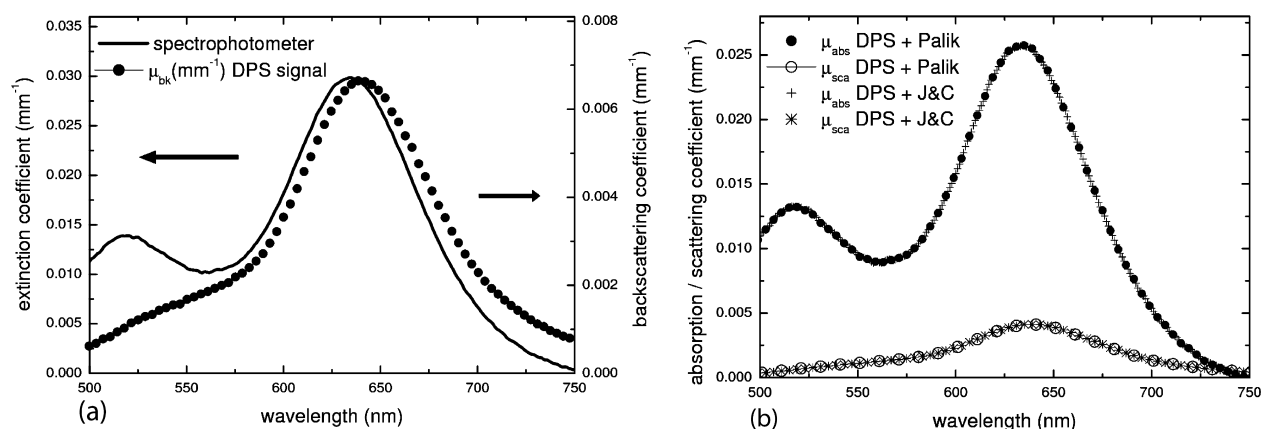 0.035
0.030
0.025
0.020
0.015
0.010
0.005
0.000
extinction coefficient (mm⁻¹)
spectrophotometer
μbk(mm⁻¹) DPS signal
0.008
0.006
0.004
0.002
0.000
backscattering coefficient (mm⁻¹)
500 550 600 650 700 750
wavelength (nm)
(a)
0.025
0.020
0.015
0.010
0.005
0.000
absorption / scattering coefficient (mm⁻¹)
μabs DPS + Palik
μsca DPS + Palik
μabs DPS + J&C
μsca DPS + J&C
500 550 600 650 700 750
wavelength (nm)
(b)